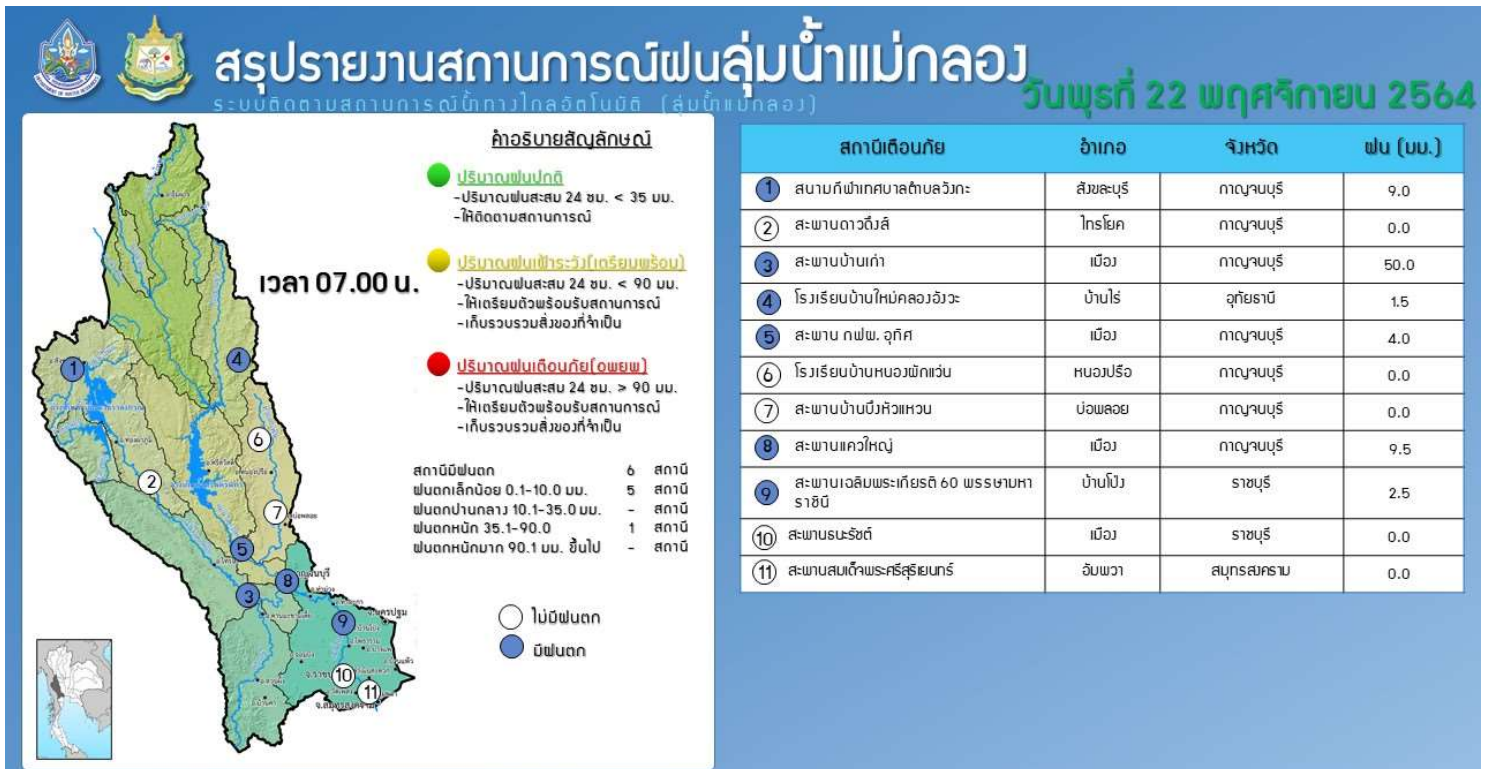 สรุปรายงานสถานการณ์ฝนลุ่มน้ำแม่กลอง
ระบบติดตามสถานการณ์น้ำทางไกลอัตโนมัติ (ลุ่มน้ำแม่กลอง)
วันพุธที่ 22 พฤศจิกายน 2564
คำอธิบายสัญลักษณ์
ปริมาณฝนปกติ
-ปริมาณฝนสะสม 24 ชม. < 35 มม.
-ให้ติดตามสถานการณ์
เวลา 07.00 น.
ปริมาณฝนเฝ้าระวัง(เตรียมพร้อม)
-ปริมาณฝนสะสม 24 ชม. < 90 มม.
-ให้เตรียมตัวพร้อมรับสถานการณ์
-เก็บรวบรวมสิ่งของที่จำเป็น
ปริมาณฝนเตือนภัย(อพยพ)
-ปริมาณฝนสะสม 24 ชม. > 90 มม.
-ให้เตรียมตัวพร้อมรับสถานการณ์
-เก็บรวบรวมสิ่งของที่จำเป็น
สถานีมีฝนตก 6 สถานี
ฝนตกเล็กน้อย 0.1-10.0 มม. 5 สถานี
ฝนตกปานกลาง 10.1-35.0 มม. - สถานี
ฝนตกหนัก 35.1-90.0 1 สถานี
ฝนตกหนักมาก 90.1 มม. ขึ้นไป - สถานี
ไม่มีฝนตก
มีฝนตก
1
4
6
2
7
5
8
3
9
10
11
สถานีเตือนภัย อำเภอ จังหวัด ฝน (มม.)
1 สนามกีฬาเทศบาลตำบลวังกะ สังขละบุรี กาญจนบุรี 9.0
2 สะพานดาวดึงส์ ไทรโยค กาญจนบุรี 0.0
3 สะพานบ้านเก่า เมือง กาญจนบุรี 50.0
4 โรงเรียนบ้านใหม่คลองอังวะ บ้านไร่ อุทัยธานี 1.5
5 สะพาน กฟผ. อุทิศ เมือง กาญจนบุรี 4.0
6 โรงเรียนบ้านหนองผักแว่น หนองปรือ กาญจนบุรี 0.0
7 สะพานบ้านบึงหัวแหวน บ่อพลอย กาญจนบุรี 0.0
8 สะพานแควใหญ่ เมือง กาญจนบุรี 9.5
9 สะพานเฉลิมพระเกียรติ 60 พรรษามหา
ราชินี บ้านโป่ง ราชบุรี 2.5
10 สะพานธนะรัชต์ เมือง ราชบุรี 0.0
11 สะพานสมเด็จพระศรีสุริเยนทร์ อัมพวา สมุทรสงคราม 0.0